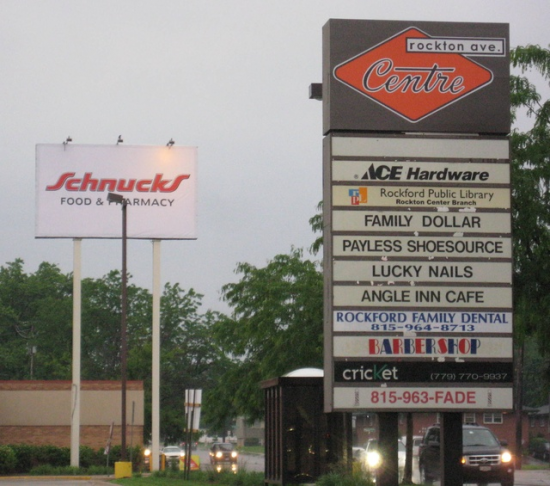 Schnucks
FOOD & PHARMACY
rockton ave.
Centre
ACE Hardware
Rockford Public Library
Rockton Center Branch
FAMILY DOLLAR
PAYLESS SHOESOURCE
LUCKY NAILS
ANGLE INN CAFE
ROCKFORD FAMILY DENTAL
815-964-8713
BARBERSHOP
cricket (779) 770-9937
815-963-FADE